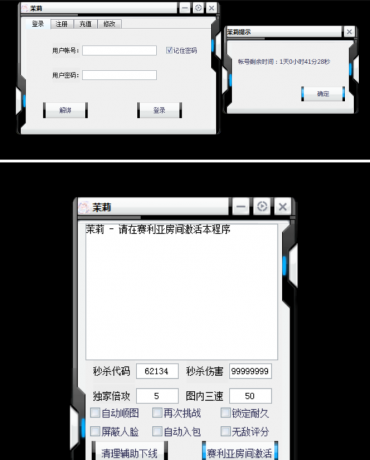 茉莉
登录 注册 充值 修改
用户帐号:
记住密码
用户密码:
解绑
登录
茉莉提示
帐号剩余时间:1天0小时41分28秒
确定
茉莉
茉莉 - 请在赛利亚房间激活本程序
秒杀代码 62134 秒杀伤害 99999999
独家倍攻 5 图内三速 50
自动顺图 再次挑战 锁定耐久
屏蔽人脸 自动入包 无敌评分
清理辅助下线 赛利亚房间激活